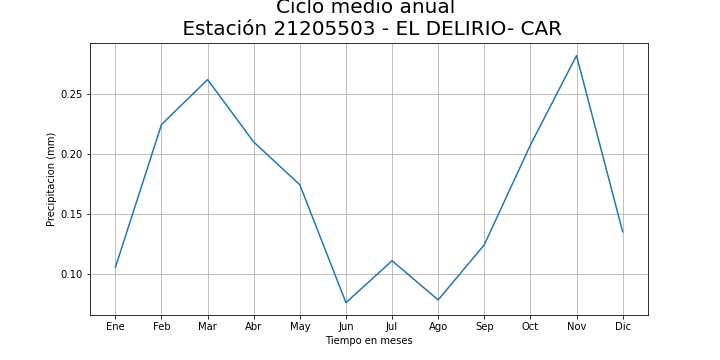 Ciclo medio anual
Estación 21205503 - EL DELIRIO- CAR
0.25
0.20
0.15
0.10
Precipitacion (mm)
Ene Feb Mar Abr May Jun Jul Ago Sep Oct Nov Dic
Tiempo en meses